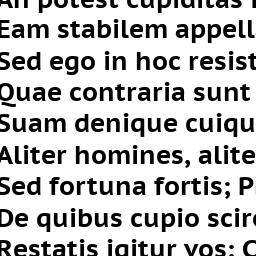 An potest cupiditas
Eam stabilem appell
Sed ego in hoc resist
Quae contraria sunt
Suam denique cuiqu
Aliter homines, alite
Sed fortuna fortis; P
De quibus cupio scir
Restatis igitur vos; C